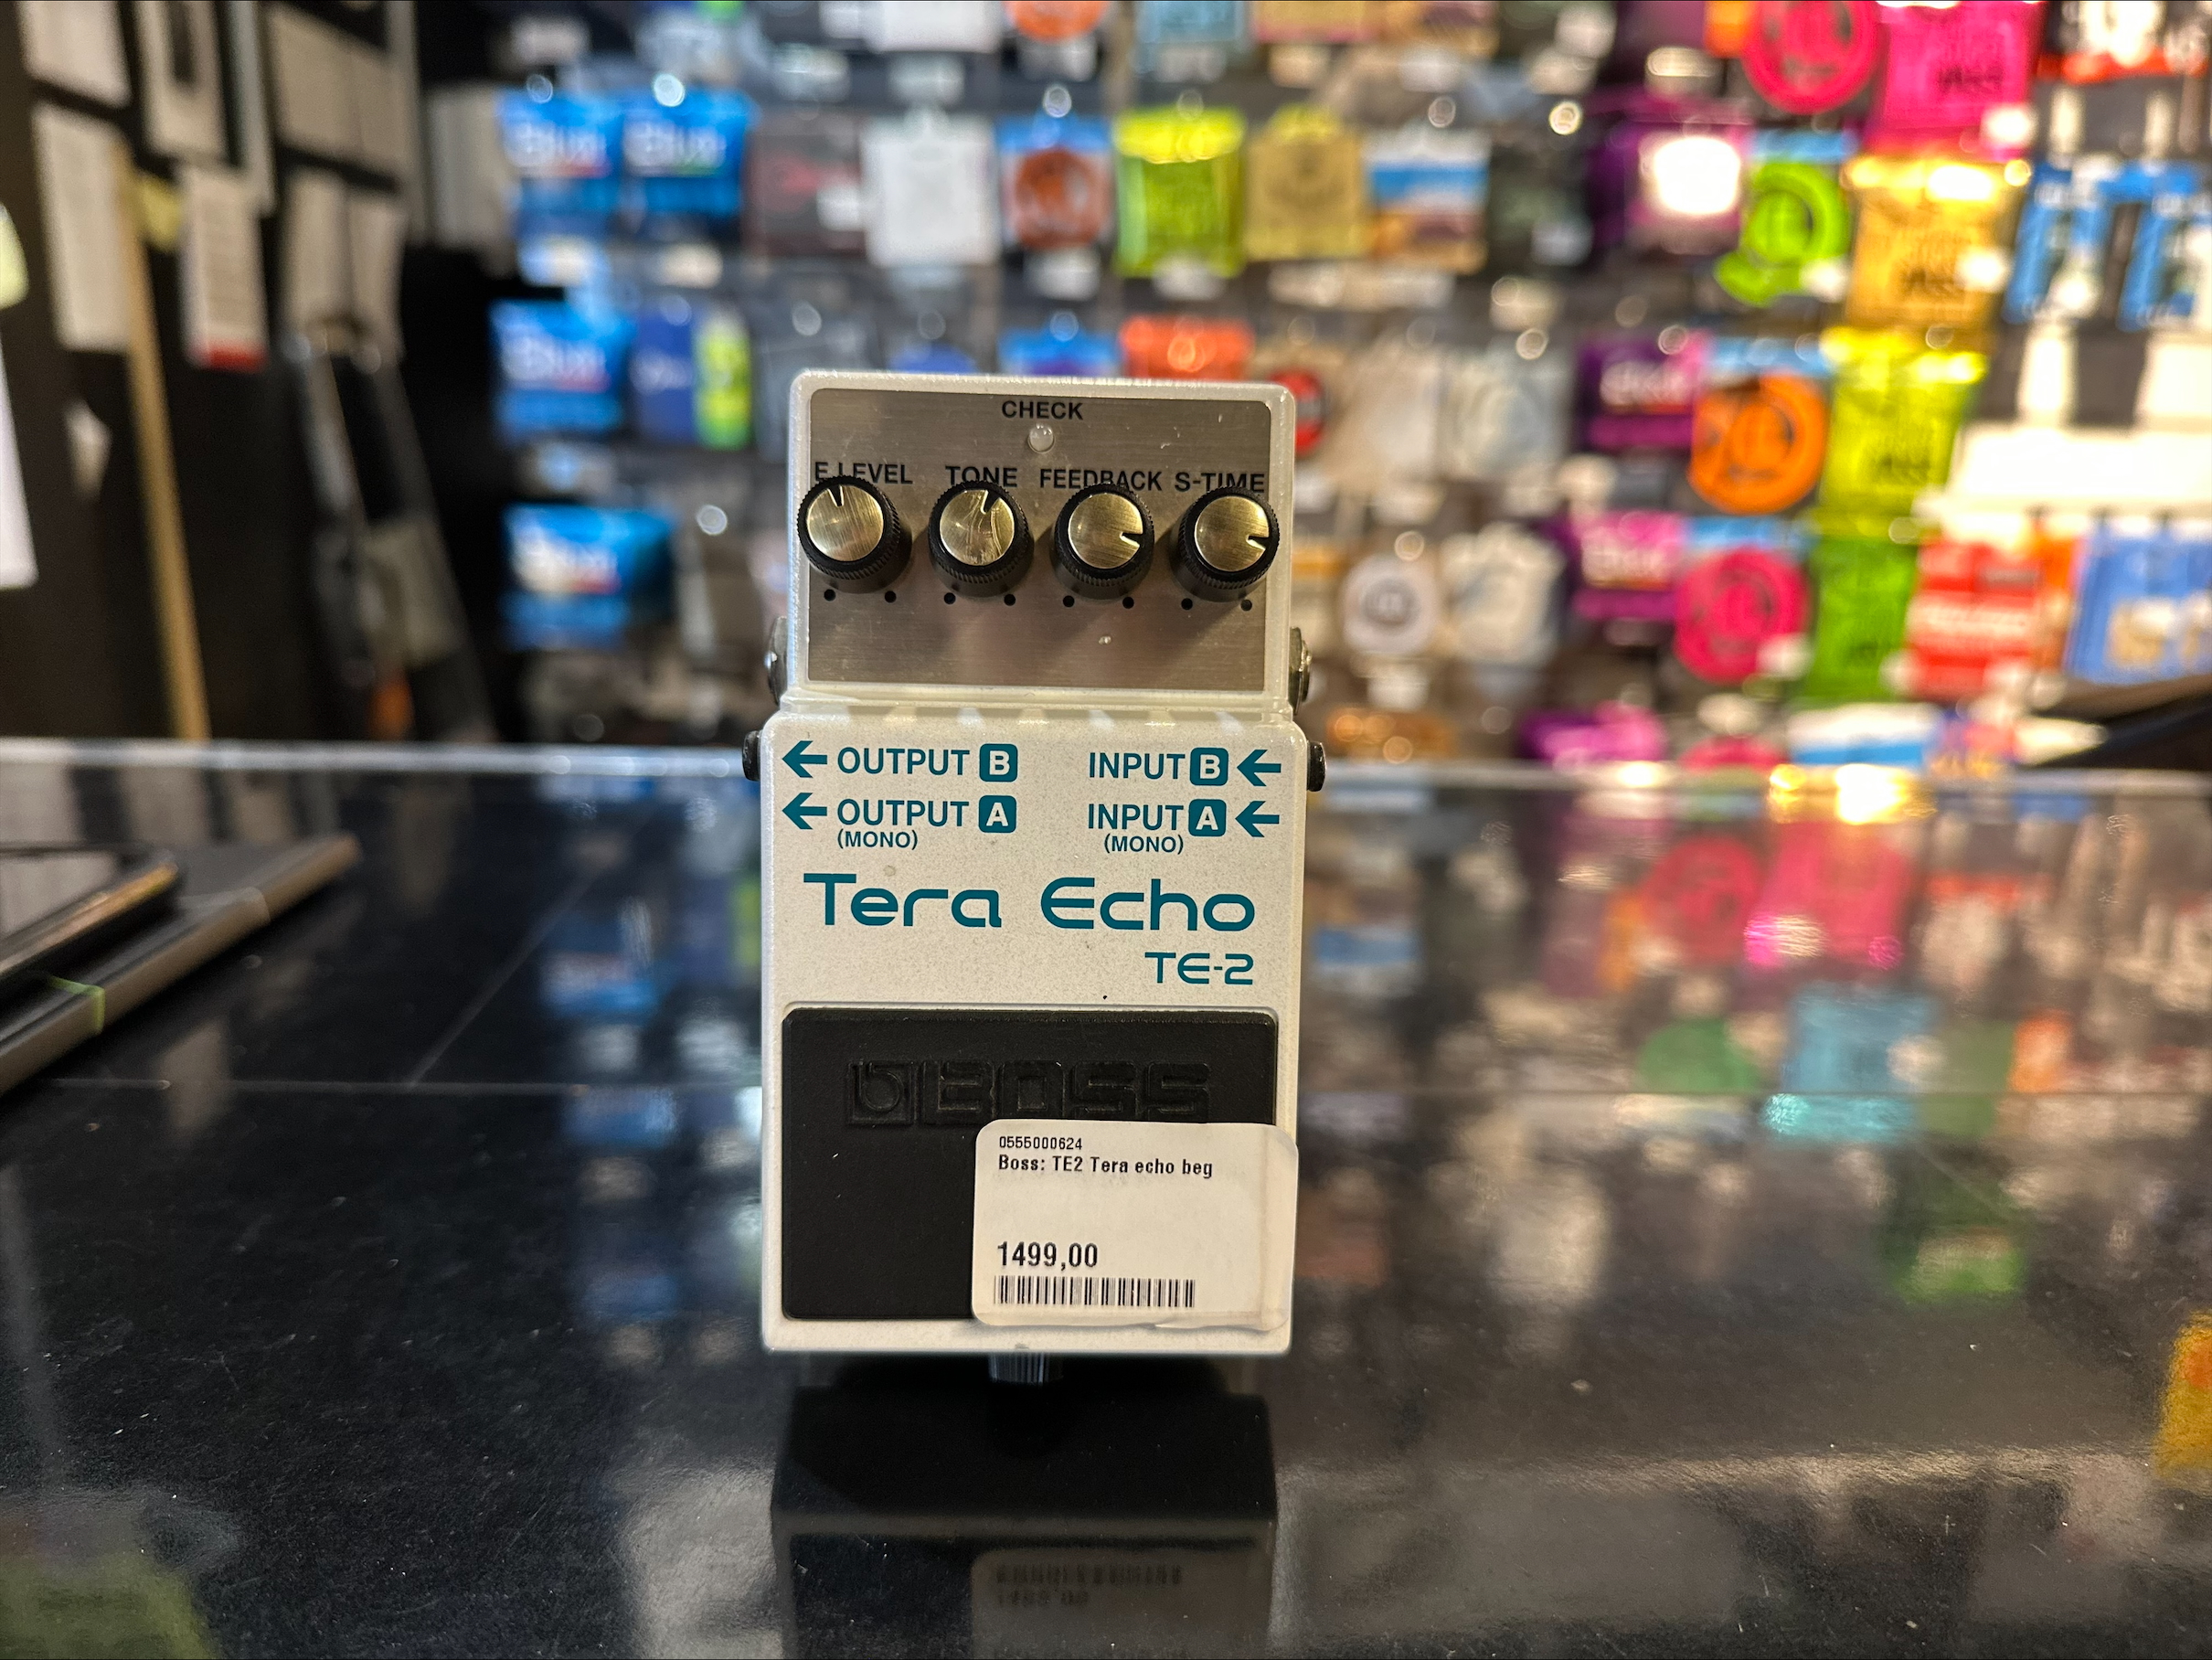 CHECK
E.LEVEL TONE FEEDBACK S-TIME
← OUTPUT B INPUT B ←
← OUTPUT A INPUT A ←
(MONO) (MONO)
Tera Echo
TE-2
BOSS
0555000624
Boss: TE2 Tera echo beg
1499,00